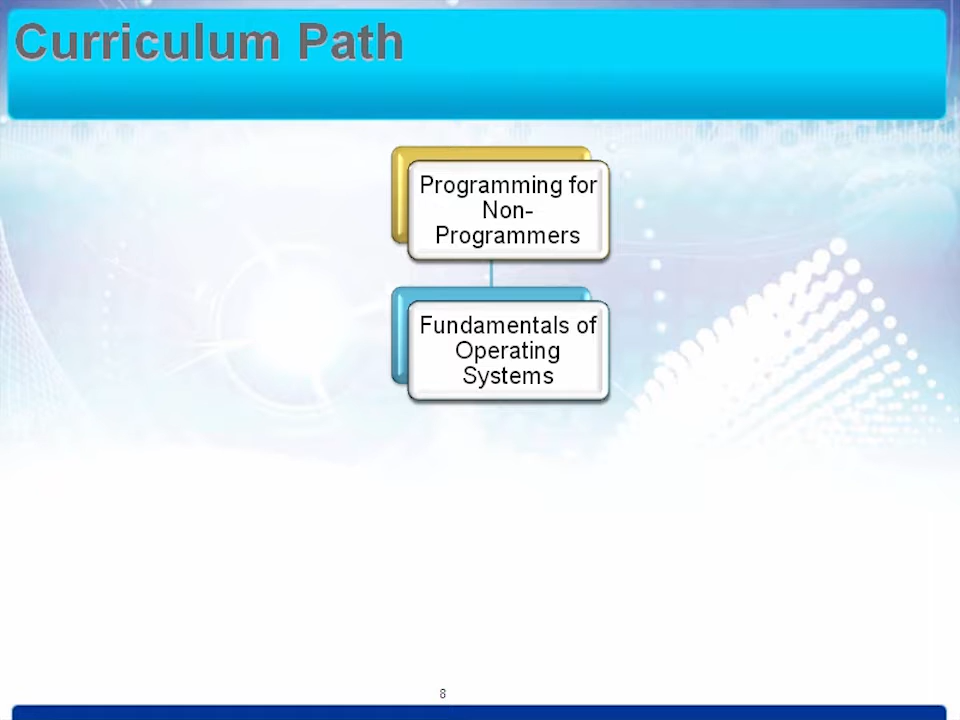 Curriculum Path
Programming for
Non-
Programmers
Fundamentals of
Operating
Systems
8